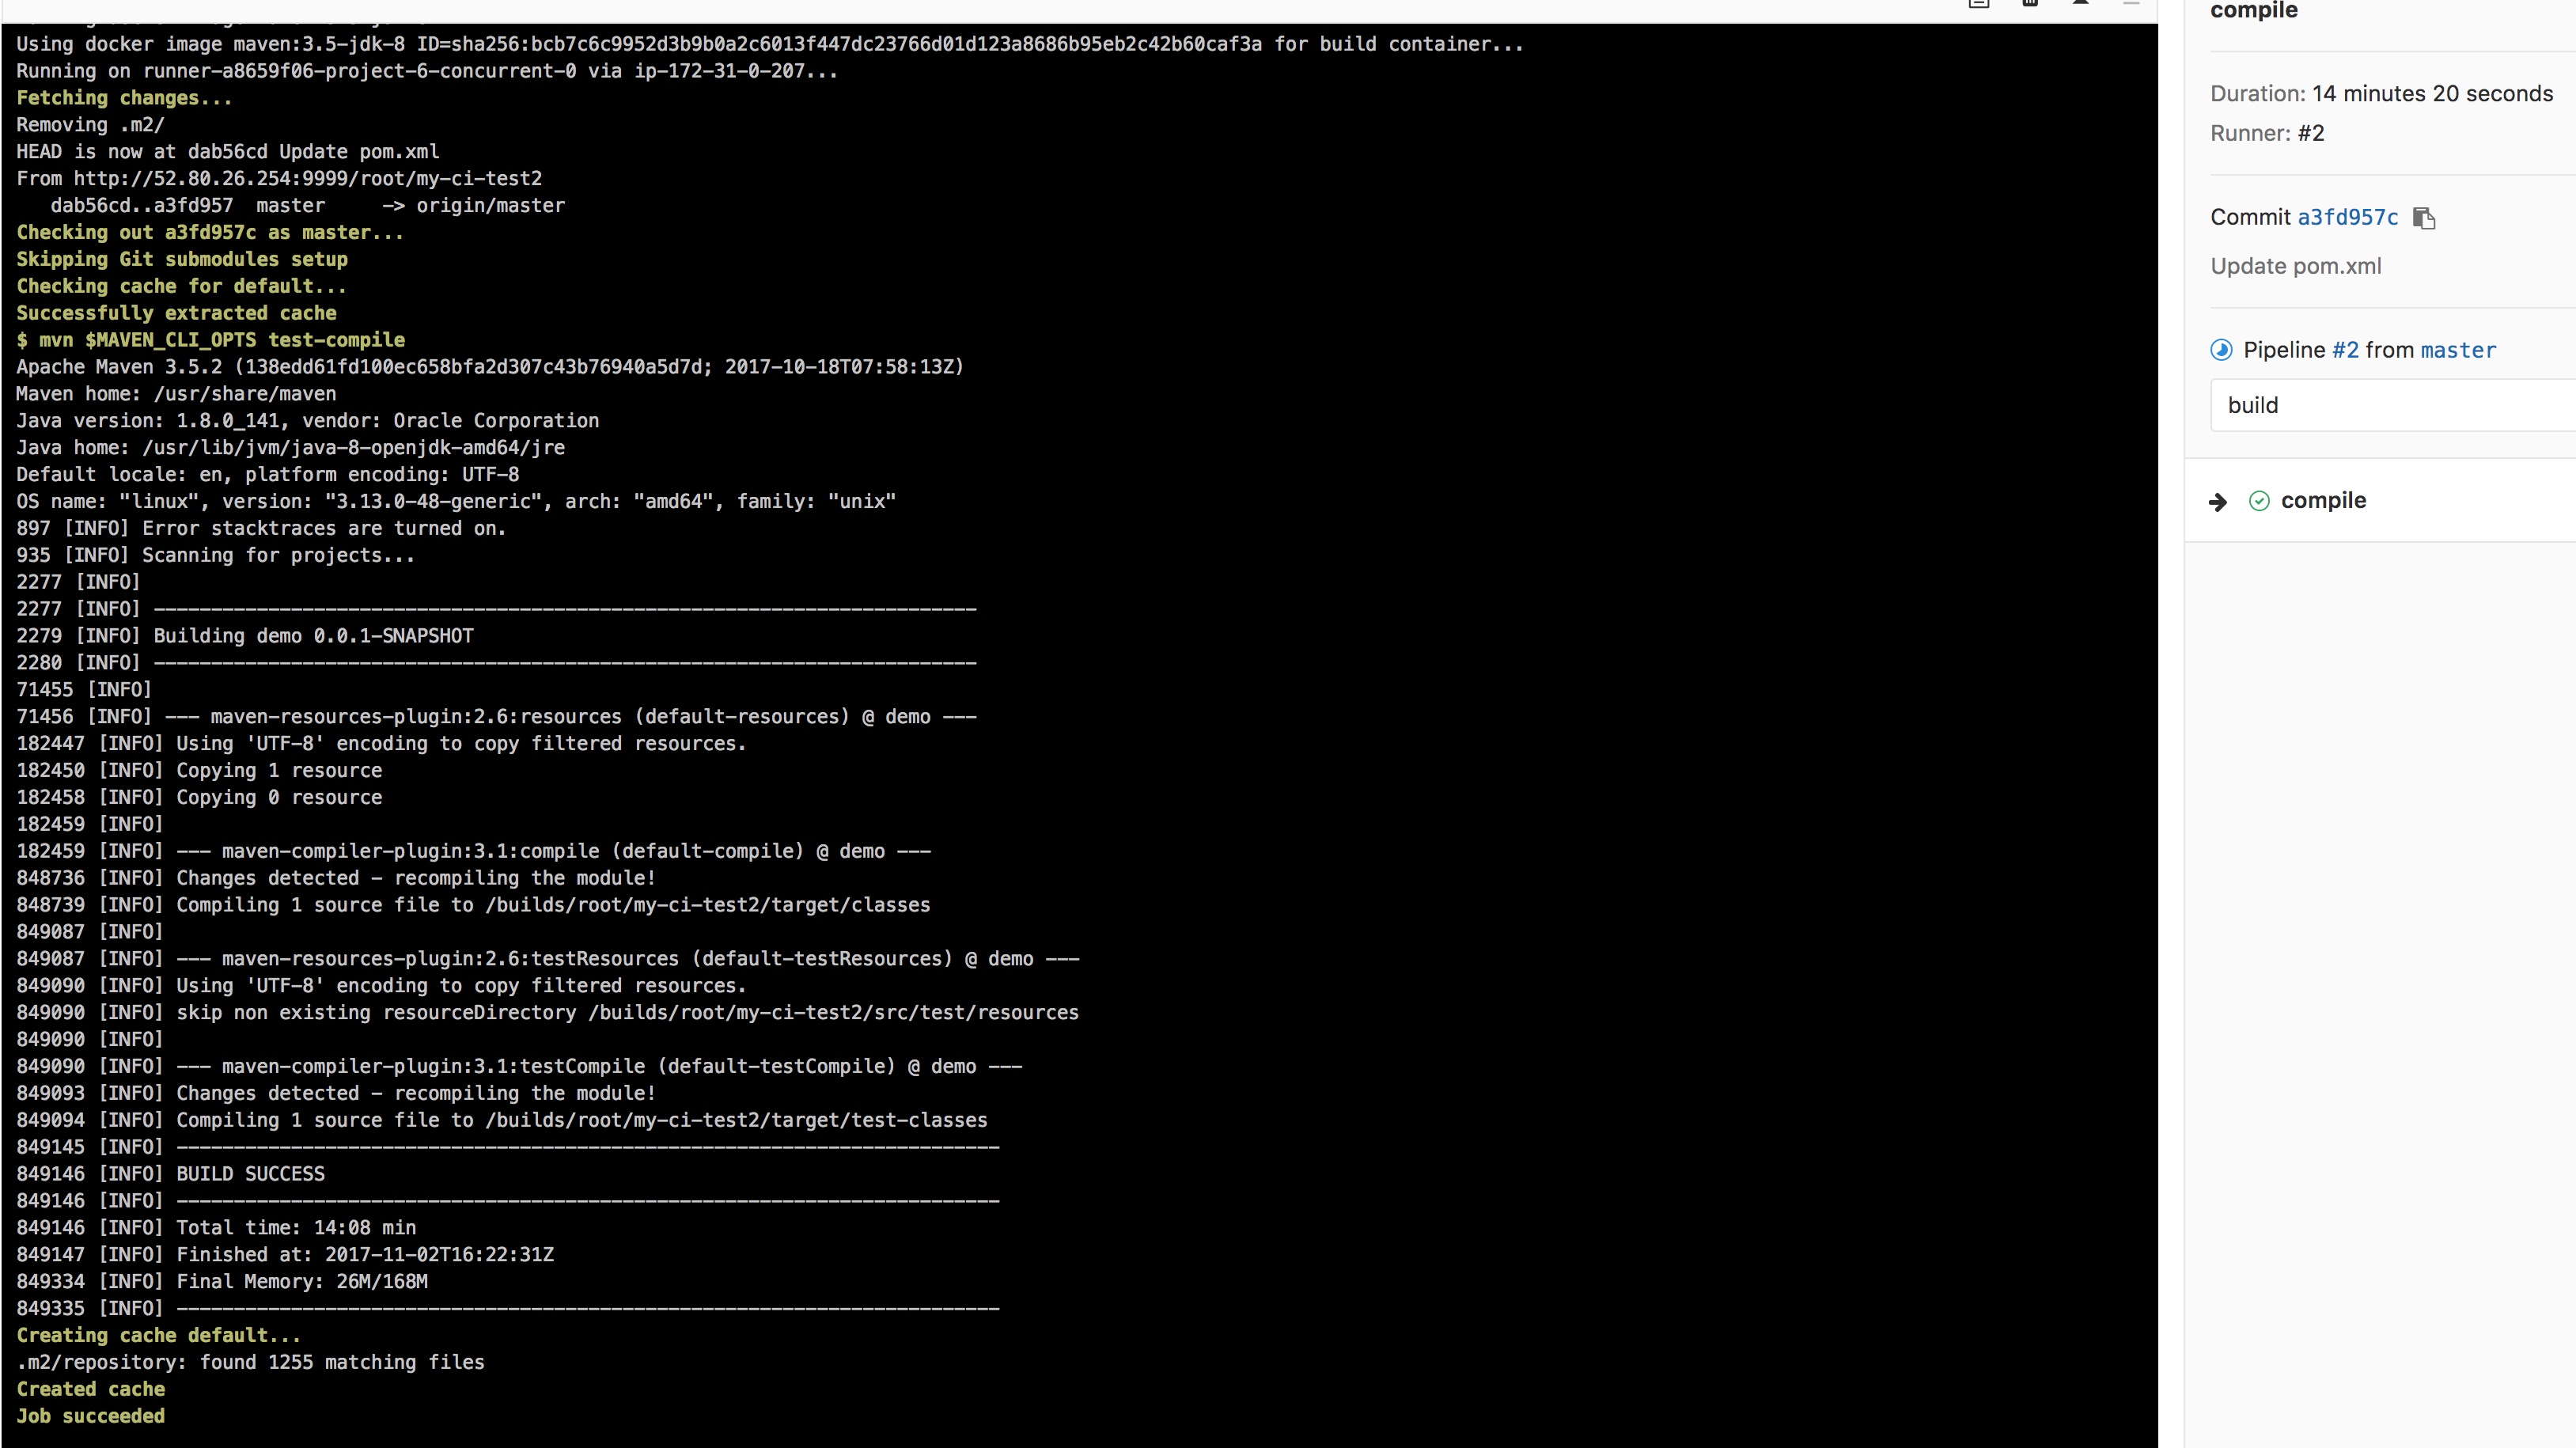 Using docker image maven:3.5-jdk-8 ID=sha256:bcb7c6c9952d3b9b0a2c6013f447dc23766d01d123a8686b95eb2c42b60caf3a for build container...
Running on runner-a8659f06-project-6-concurrent-0 via ip-172-31-0-207...
Fetching changes...
Removing .m2/
HEAD is now at dab56cd Update pom.xml
From http://52.80.26.254:9999/root/my-ci-test2
   dab56cd..a3fd957  master     -> origin/master
Checking out a3fd957c as master...
Skipping Git submodules setup
Checking cache for default...
Successfully extracted cache
$ mvn $MAVEN_CLI_OPTS test-compile
Apache Maven 3.5.2 (138edd61fd100ec658bfa2d307c43b76940a5d7d; 2017-10-18T07:58:13Z)
Maven home: /usr/share/maven
Java version: 1.8.0_141, vendor: Oracle Corporation
Java home: /usr/lib/jvm/java-8-openjdk-amd64/jre
Default locale: en, platform encoding: UTF-8
OS name: "linux", version: "3.13.0-48-generic", arch: "amd64", family: "unix"
897 [INFO] Error stacktraces are turned on.
935 [INFO] Scanning for projects...
2277 [INFO]
2277 [INFO] ------------------------------------------------------------------------
2279 [INFO] Building demo 0.0.1-SNAPSHOT
2280 [INFO] ------------------------------------------------------------------------
71455 [INFO]
71456 [INFO] --- maven-resources-plugin:2.6:resources (default-resources) @ demo ---
182447 [INFO] Using 'UTF-8' encoding to copy filtered resources.
182450 [INFO] Copying 1 resource
182458 [INFO] Copying 0 resource
182459 [INFO]
182459 [INFO] --- maven-compiler-plugin:3.1:compile (default-compile) @ demo ---
848736 [INFO] Changes detected - recompiling the module!
848739 [INFO] Compiling 1 source file to /builds/root/my-ci-test2/target/classes
849087 [INFO]
849087 [INFO] --- maven-resources-plugin:2.6:testResources (default-testResources) @ demo ---
849090 [INFO] Using 'UTF-8' encoding to copy filtered resources.
849090 [INFO] skip non existing resourceDirectory /builds/root/my-ci-test2/src/test/resources
849090 [INFO]
849090 [INFO] --- maven-compiler-plugin:3.1:testCompile (default-testCompile) @ demo ---
849093 [INFO] Changes detected - recompiling the module!
849094 [INFO] Compiling 1 source file to /builds/root/my-ci-test2/target/test-classes
849145 [INFO] ------------------------------------------------------------------------
849146 [INFO] BUILD SUCCESS
849146 [INFO] ------------------------------------------------------------------------
849146 [INFO] Total time: 14:08 min
849147 [INFO] Finished at: 2017-11-02T16:22:31Z
849334 [INFO] Final Memory: 26M/168M
849335 [INFO] ------------------------------------------------------------------------
Creating cache default...
.m2/repository: found 1255 matching files
Created cache
Job succeeded
compile
Duration: 14 minutes 20 seconds
Runner: #2
Commit a3fd957c
Update pom.xml
Pipeline #2 from master
build
compile